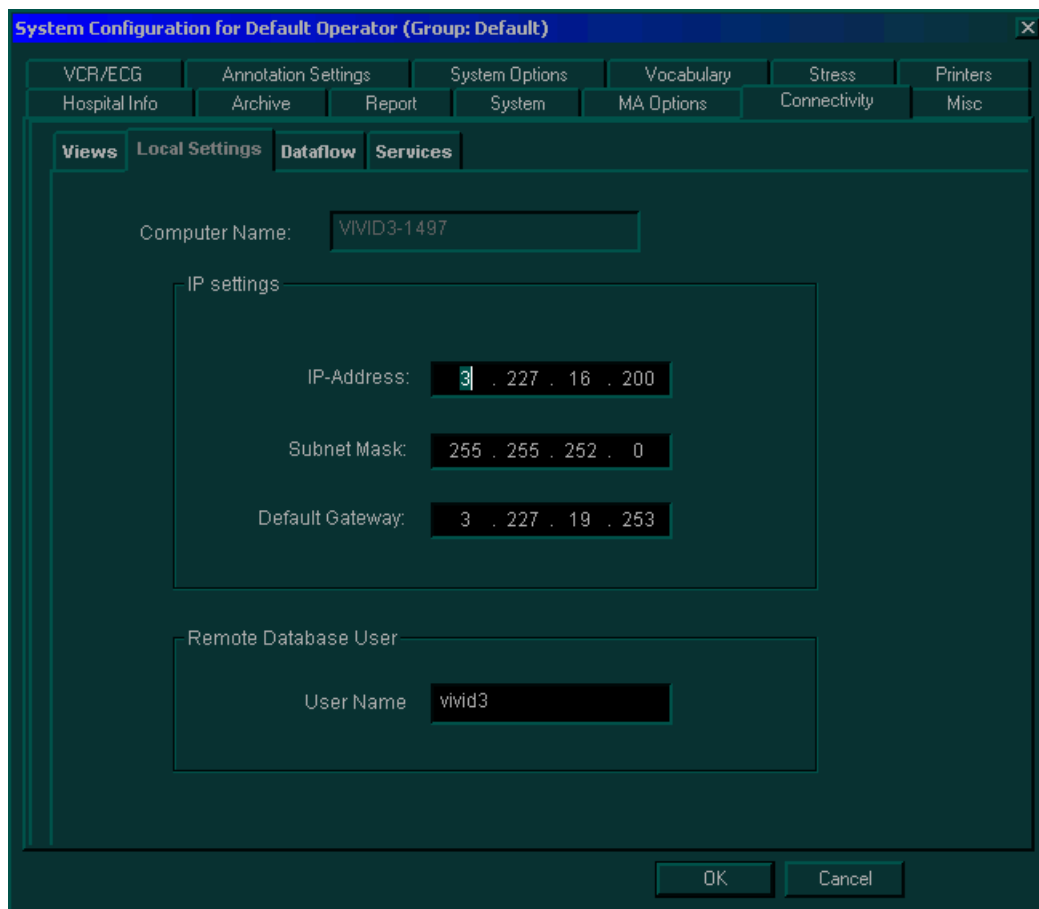 System Configuration for Default Operator (Group: Default)
VCR/ECG Annotation Settings System Options Vocabulary Stress Printers
Hospital Info Archive Report System MA Options Connectivity Misc
Views Local Settings Dataflow Services
Computer Name: VIVID3-1497
IP settings
IP-Address: 3 . 227 . 16 . 200
Subnet Mask: 255 . 255 . 252 . 0
Default Gateway: 3 . 227 . 19 . 253
Remote Database User
User Name vivid3
OK Cancel